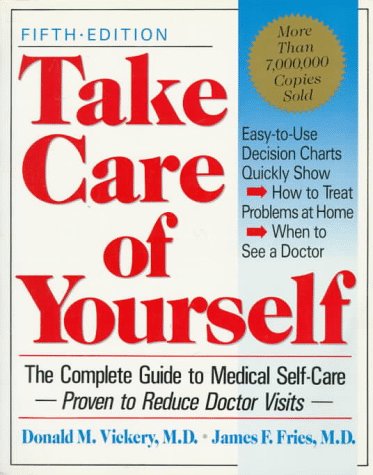 FIFTH·EDITION
More
Than
7,000,000
Copies
Sold
Take
Care
of
Yourself
Easy-to-Use
Decision Charts
Quickly Show
➡ How to Treat
Problems at Home
➡ When to
See a Doctor
The Complete Guide to Medical Self-Care
— Proven to Reduce Doctor Visits —
Donald M. Vickery, M.D. · James F. Fries, M.D.